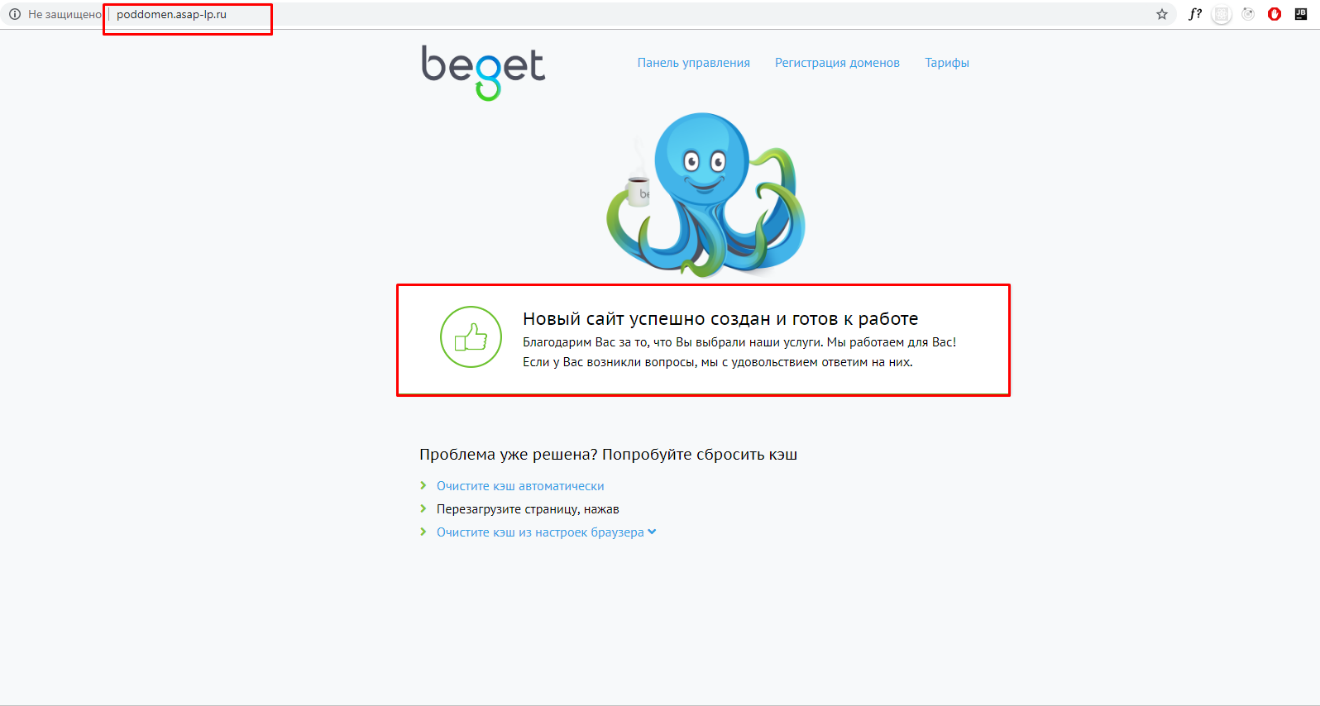 Не защищено poddomen.asap-lp.ru f? JB
beget
Панель управления Регистрация доменов Тарифы
be
Новый сайт успешно создан и готов к работе
Благодарим Вас за то, что Вы выбрали наши услуги. Мы работаем для Вас!
Если у Вас возникли вопросы, мы с удовольствием ответим на них.
Проблема уже решена? Попробуйте сбросить кэш
Очистите кэш автоматически
Перезагрузите страницу, нажав
Очистите кэш из настроек браузера